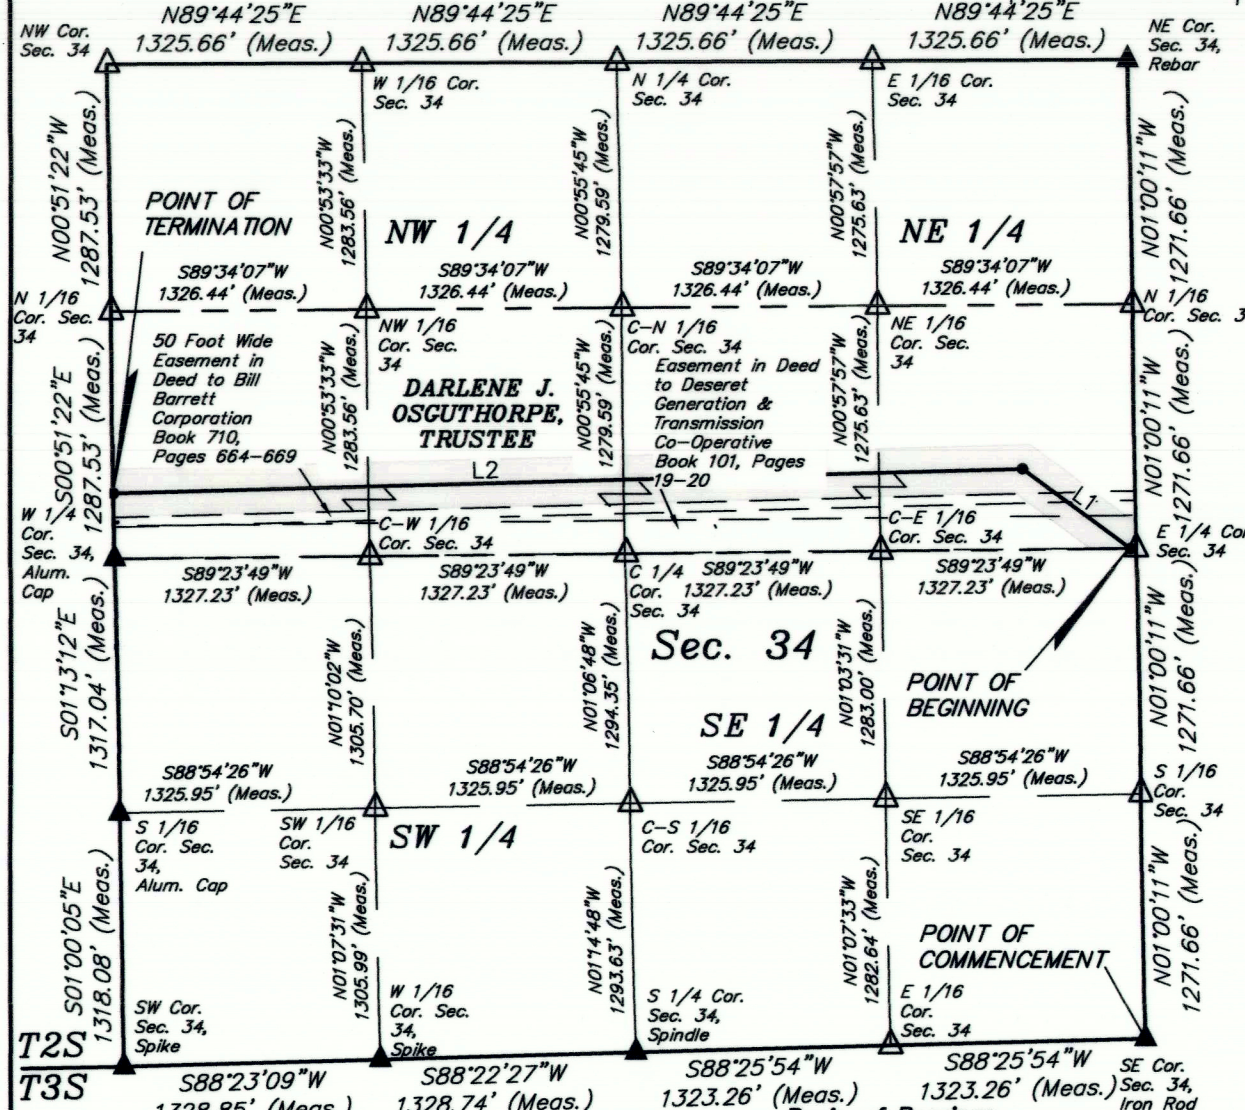 N89°44'25"E
1325.66' (Meas.)
N89°44'25"E
1325.66' (Meas.)
N89°44'25"E
1325.66' (Meas.)
N89°44'25"E
1325.66' (Meas.)
NW Cor.
Sec. 34
W 1/16 Cor.
Sec. 34
N 1/4 Cor.
Sec. 34
E 1/16 Cor.
Sec. 34
NE Cor.
Sec. 34,
Rebar
N00°51'22"W
1287.53' (Meas.)
N00°53'33"W
1283.56' (Meas.)
N00°55'45"W
1279.59' (Meas.)
N00°57'57"W
1275.63' (Meas.)
N01°00'11"W
1271.66' (Meas.)
POINT OF
TERMINATION
NW 1/4
NE 1/4
S89°34'07"W
1326.44' (Meas.)
S89°34'07"W
1326.44' (Meas.)
S89°34'07"W
1326.44' (Meas.)
S89°34'07"W
1326.44' (Meas.)
N 1/16
Cor. Sec.
34
NW 1/16
Cor. Sec.
34
C-N 1/16
Cor. Sec. 34
NE 1/16
Cor. Sec.
34
N 1/16
Cor. Sec.
50 Foot Wide
Easement in
Deed to Bill
Barrett
Corporation
Book 710,
Pages 664-669
DARLENE J.
OSGUTHORPE,
TRUSTEE
Easement in Deed
to Deseret
Generation &
Transmission
Co-Operative
Book 101, Pages
19-20
S00°51'22"E
1287.53' (Meas.)
N00°53'33"W
1283.56' (Meas.)
N00°55'45"W
1279.59' (Meas.)
N00°57'57"W
1275.63' (Meas.)
N01°00'11"W
1271.66' (Meas.)
L2
L1
W 1/4
Cor.
Sec. 34,
Alum.
Cap
C-W 1/16
Cor. Sec. 34
C 1/4
Cor.
Sec. 34
C-E 1/16
Cor. Sec. 34
E 1/4 Cor
Sec. 34
S89°23'49"W
1327.23' (Meas.)
S89°23'49"W
1327.23' (Meas.)
S89°23'49"W
1327.23' (Meas.)
S89°23'49"W
1327.23' (Meas.)
S01°13'12"E
1317.04' (Meas.)
N01°10'02"W
1305.70' (Meas.)
N01°06'48"W
1294.35' (Meas.)
N01°03'31"W
1283.00' (Meas.)
N01°00'11"W
1271.66' (Meas.)
Sec. 34
SE 1/4
POINT OF
BEGINNING
S88°54'26"W
1325.95' (Meas.)
S88°54'26"W
1325.95' (Meas.)
S88°54'26"W
1325.95' (Meas.)
S88°54'26"W
1325.95' (Meas.)
S 1/16
Cor. Sec.
34,
Alum. Cap
SW 1/16
Cor.
Sec. 34
SW 1/4
C-S 1/16
Cor. Sec. 34
SE 1/16
Cor.
Sec. 34
S 1/16
Cor.
Sec. 34
S01°00'05"E
1318.08' (Meas.)
N01°07'31"W
1305.99' (Meas.)
N01°14'48"W
1293.63' (Meas.)
N01°07'33"W
1282.64' (Meas.)
N01°00'11"W
1271.66' (Meas.)
POINT OF
COMMENCEMENT
SW Cor.
Sec. 34,
Spike
W 1/16
Cor. Sec.
34,
Spike
S 1/4 Cor.
Sec. 34,
Spindle
E 1/16
Cor.
Sec. 34
SE Cor.
Sec. 34,
Iron Rod
T2S
T3S
S88°23'09"W
1328.85' (Meas.)
S88°22'27"W
1328.74' (Meas.)
S88°25'54"W
1323.26' (Meas.)
S88°25'54"W
1323.26' (Meas.)